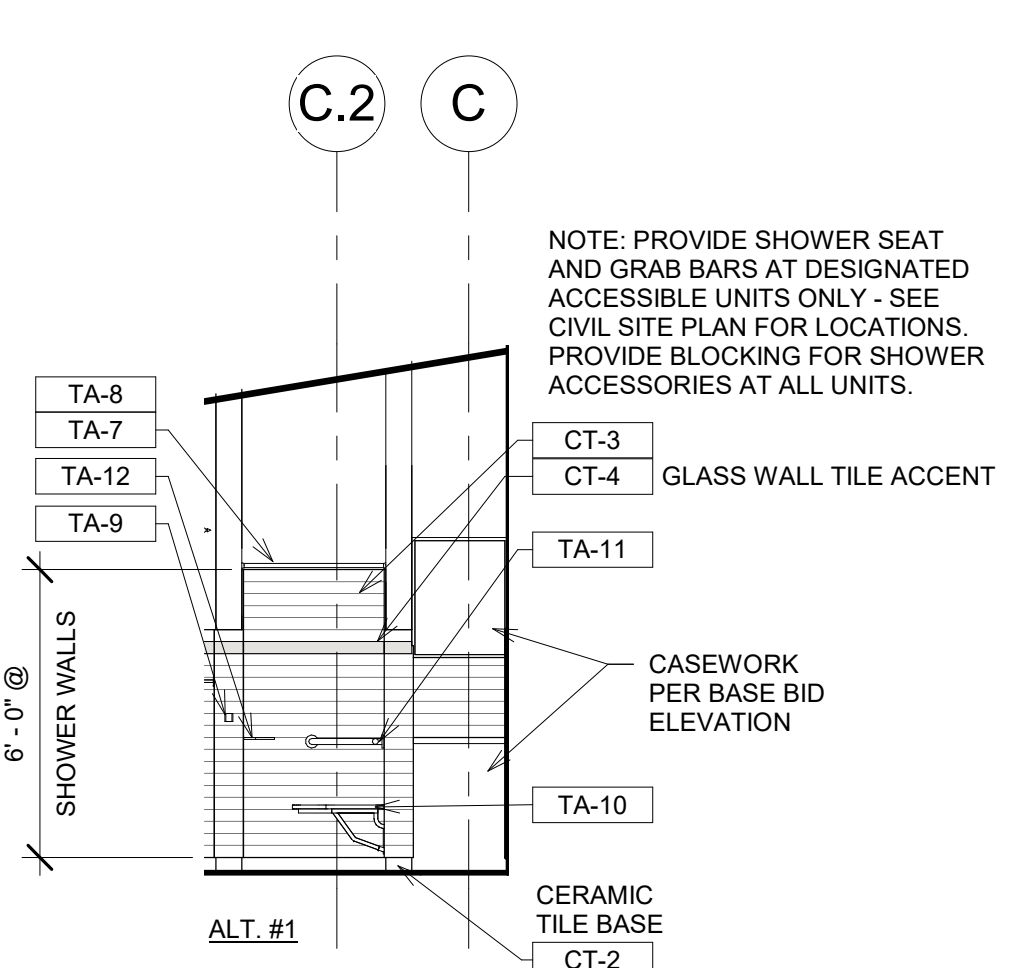 C.2
C
NOTE: PROVIDE SHOWER SEAT
AND GRAB BARS AT DESIGNATED
ACCESSIBLE UNITS ONLY - SEE
CIVIL SITE PLAN FOR LOCATIONS.
PROVIDE BLOCKING FOR SHOWER
ACCESSORIES AT ALL UNITS.
TA-8
TA-7
TA-12
TA-9
CT-3
CT-4 GLASS WALL TILE ACCENT
TA-11
6' - 0" @
SHOWER WALLS
CASEWORK
PER BASE BID
ELEVATION
TA-10
CERAMIC
TILE BASE
CT-2
ALT. #1